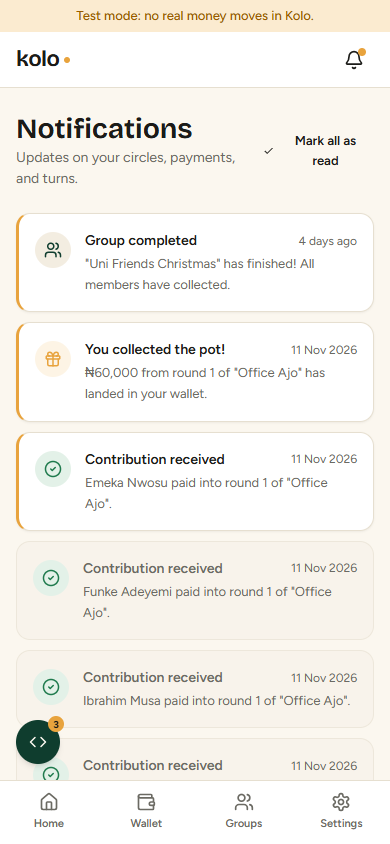 Test mode: no real money moves in Kolo.
kolo
Notifications
Updates on your circles, payments,
and turns.
Mark all as
read
Group completed
4 days ago
"Uni Friends Christmas" has finished! All
members have collected.
You collected the pot!
11 Nov 2026
₦60,000 from round 1 of "Office Ajo" has
landed in your wallet.
Contribution received
11 Nov 2026
Emeka Nwosu paid into round 1 of "Office
Ajo".
Contribution received
11 Nov 2026
Funke Adeyemi paid into round 1 of "Office
Ajo".
Contribution received
11 Nov 2026
Ibrahim Musa paid into round 1 of "Office Ajo".
3
Contribution received
11 Nov 2026
Home
Wallet
Groups
Settings